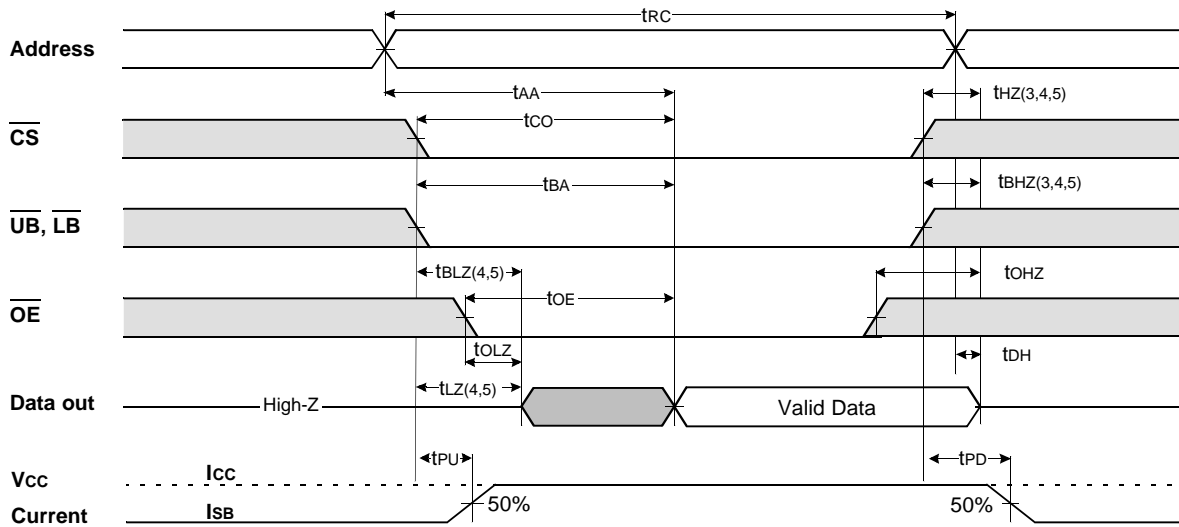 tRC
Address
tAA
tHZ(3,4,5)
CS
tCO
tBA
tBHZ(3,4,5)
UB, LB
tBLZ(4,5)
tOHZ
OE
tOE
tOLZ
tDH
tLZ(4,5)
Data out
High-Z
Valid Data
tPU
tPD
VCC
ICC
50%
50%
Current
ISB